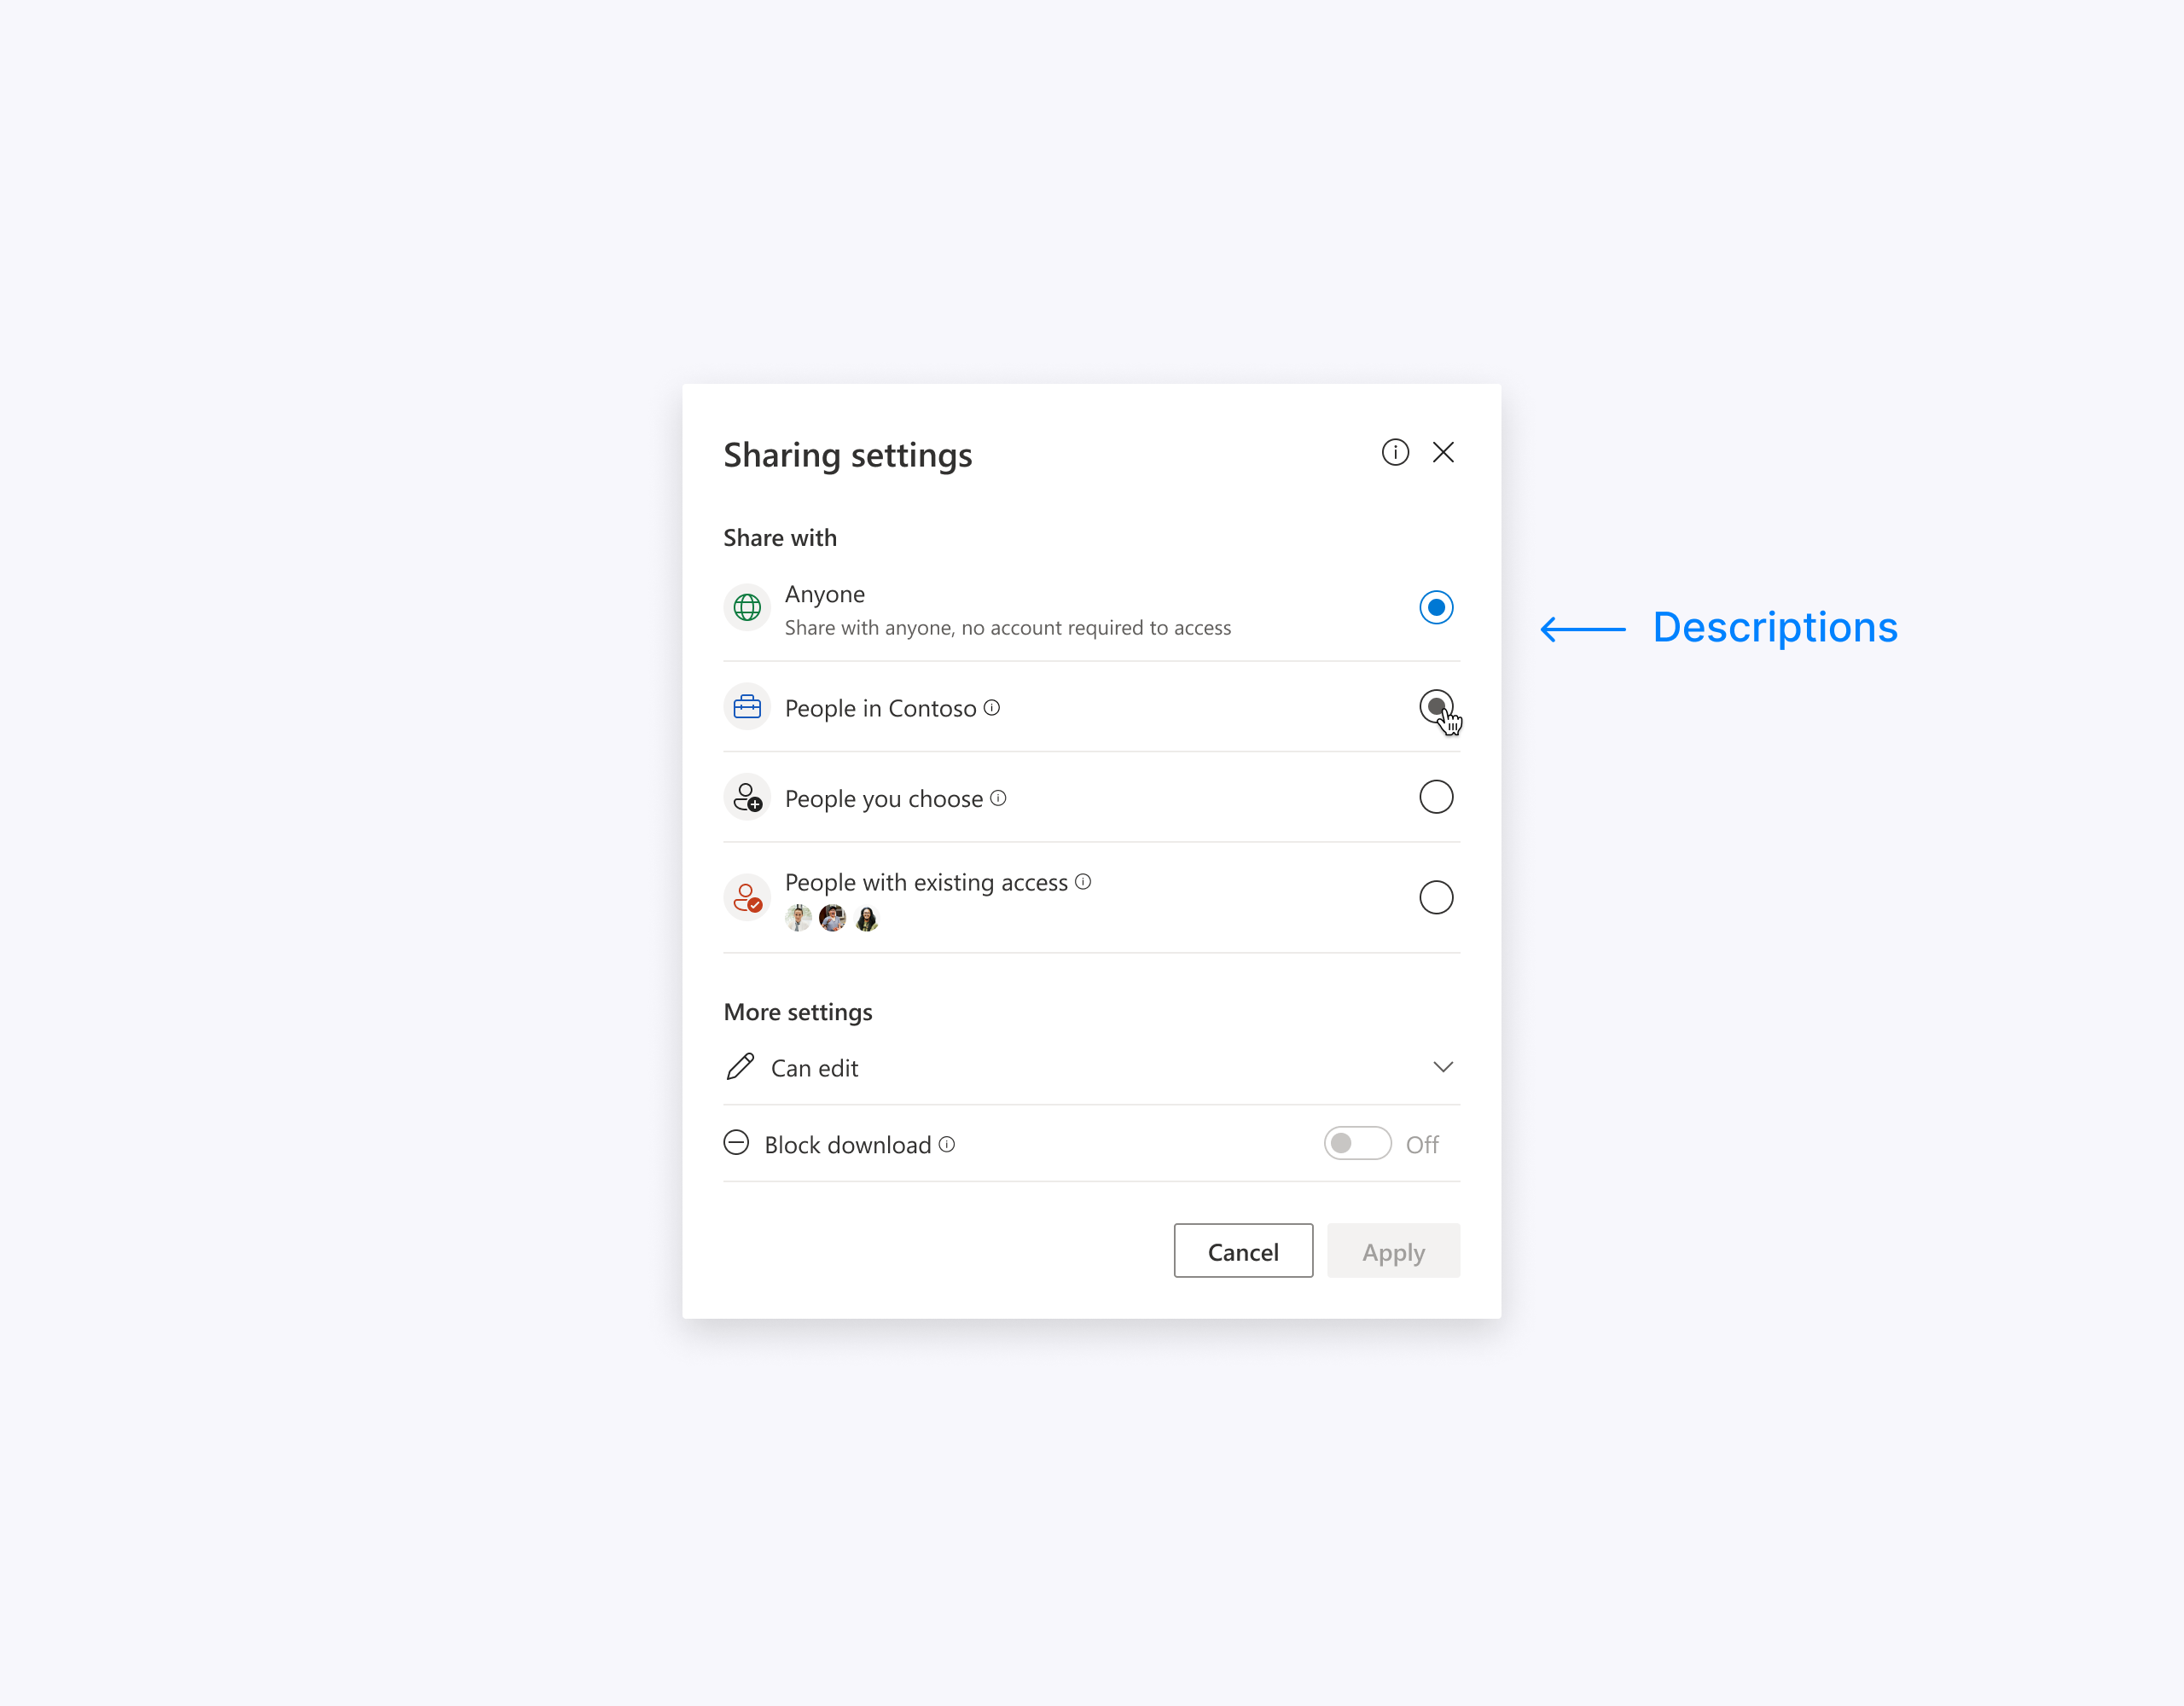 Sharing settings
Share with
Anyone
Share with anyone, no account required to access
Descriptions
People in Contoso
People you choose
People with existing access
More settings
Can edit
Block download
Off
Cancel
Apply